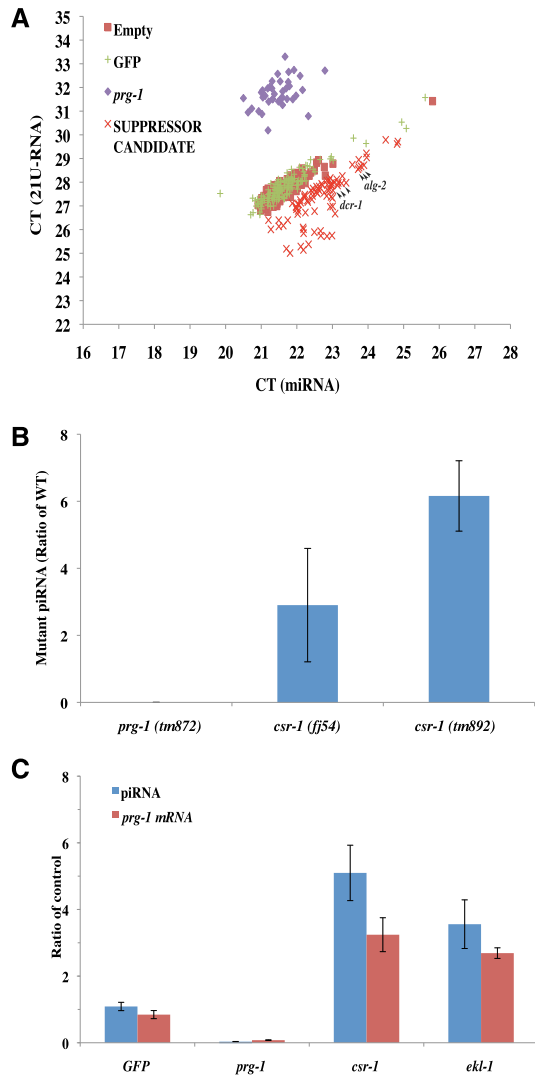 A
CT (21U-RNA)
35
34
33
32
31
30
29
28
27
26
25
24
23
22
Empty
GFP
prg-1
SUPPRESSOR
CANDIDATE
alg-2
dcr-1
16 17 18 19 20 21 22 23 24 25 26 27 28
CT (miRNA)
B
Mutant piRNA (Ratio of WT)
8
6
4
2
0
prg-1 (tm872) csr-1 (fj54) csr-1 (tm892)
C
Ratio of control
8
6
4
2
0
piRNA
prg-1 mRNA
GFP prg-1 csr-1 ekl-1